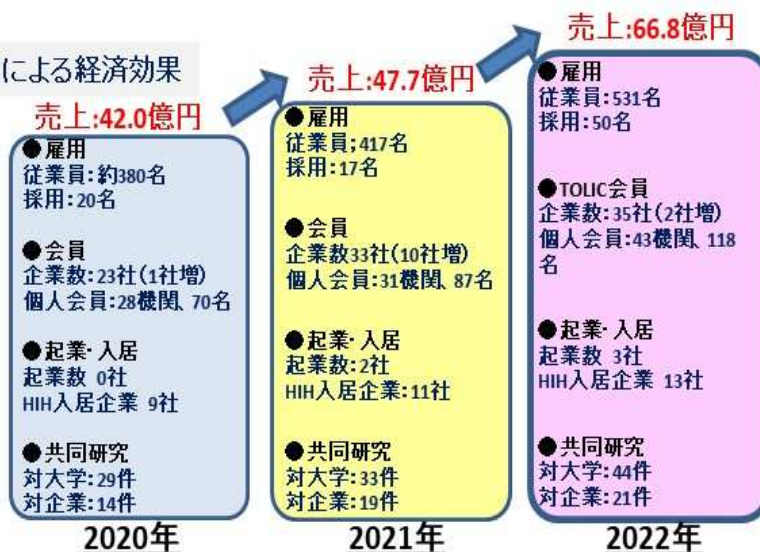 による経済効果
売上:42.0億円
●雇用
従業員:約380名
採用:20名
●会員
企業数:23社(1社増)
個人会員:28機関、70名
●起業・入居
起業数 0社
HIH入居企業 9社
●共同研究
対大学:29件
対企業:14件
2020年
売上:47.7億円
●雇用
従業員;417名
採用:17名
●会員
企業数33社(10社増)
個人会員:31機関、87名
●起業・入居
起業数:2社
HIH入居企業:11社
●共同研究
対大学:33件
対企業:19件
2021年
売上:66.8億円
●雇用
従業員:531名
採用:50名
●TOLIC会員
企業数:35社(2社増)
個人会員:43機関、118
名
●起業・入居
起業数 3社
HIH入居企業 13社
●共同研究
対大学:44件
対企業:21件
2022年